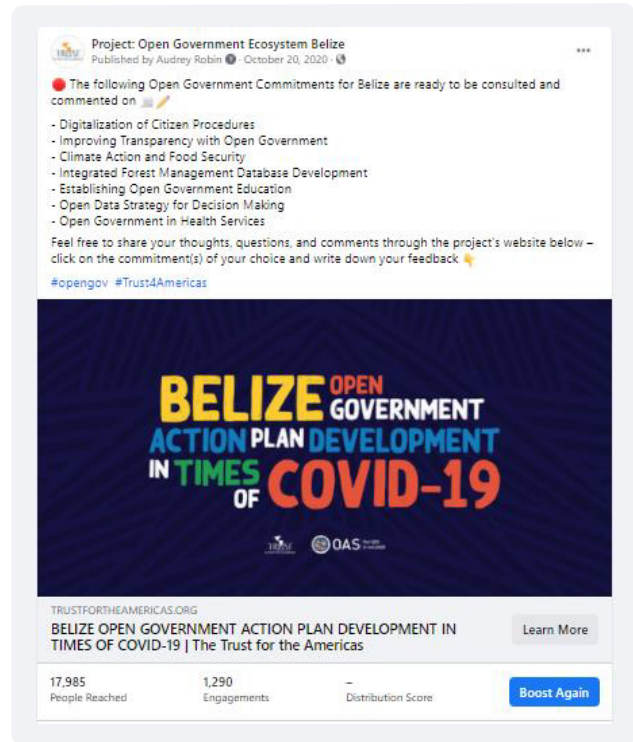 Project: Open Government Ecosystem Belize
Published by Audrey Robin · October 20, 2020 ·
The following Open Government Commitments for Belize are ready to be consulted and
commented on
- Digitalization of Citizen Procedures
- Improving Transparency with Open Government
- Climate Action and Food Security
- Integrated Forest Management Database Development
- Establishing Open Government Education
- Open Data Strategy for Decision Making
- Open Government in Health Services
Feel free to share your thoughts, questions, and comments through the project's website below –
click on the commitment(s) of your choice and write down your feedback
#opengov #Trust4Americas
BELIZE OPEN
GOVERNMENT
ACTION PLAN DEVELOPMENT
IN TIMES
OF COVID-19
TRUST
OAS
TRUSTFORTHEAMERICAS.ORG
BELIZE OPEN GOVERNMENT ACTION PLAN DEVELOPMENT IN
TIMES OF COVID-19 | The Trust for the Americas
Learn More
17,985
People Reached
1,290
Engagements
–
Distribution Score
Boost Again